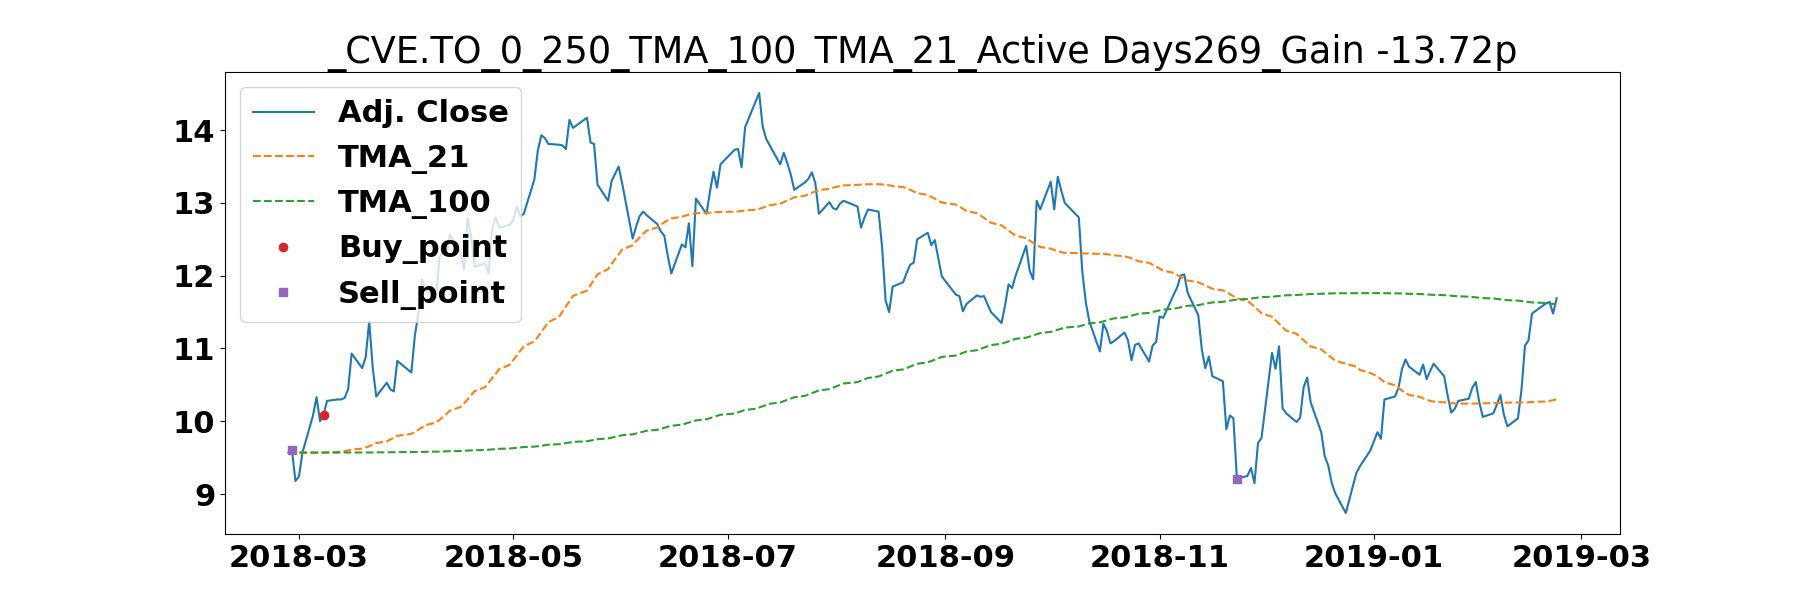 _CVE.TO_0_250_TMA_100_TMA_21_Active Days269_Gain -13.72p
Adj. Close
TMA_21
TMA_100
Buy_point
Sell_point
14
13
12
11
10
9
2018-03 2018-05 2018-07 2018-09 2018-11 2019-01 2019-03